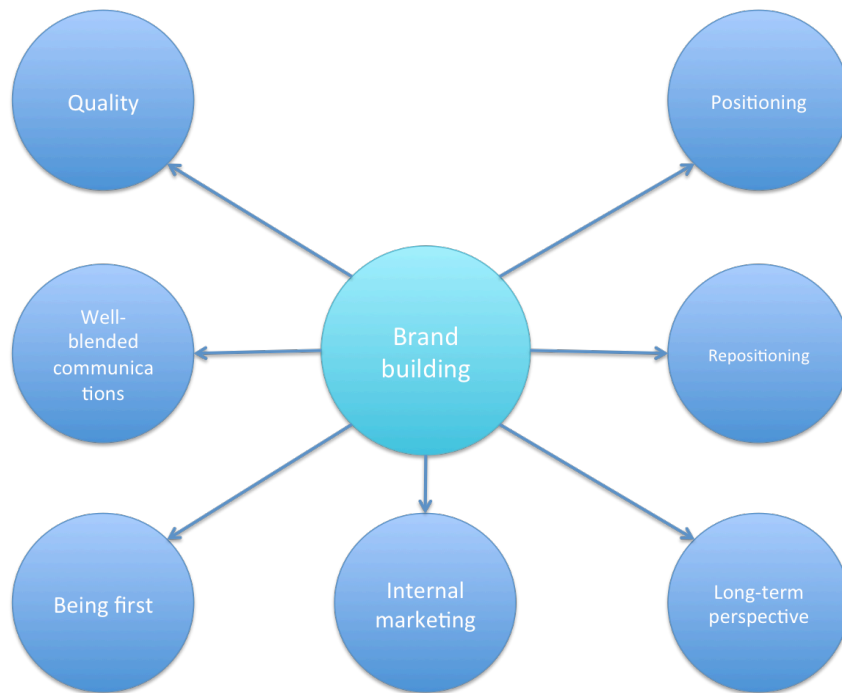 Quality
Positioning
Well-
blended
communica
tions
Brand
building
Repositioning
Being first
Internal
marketing
Long-term
perspective